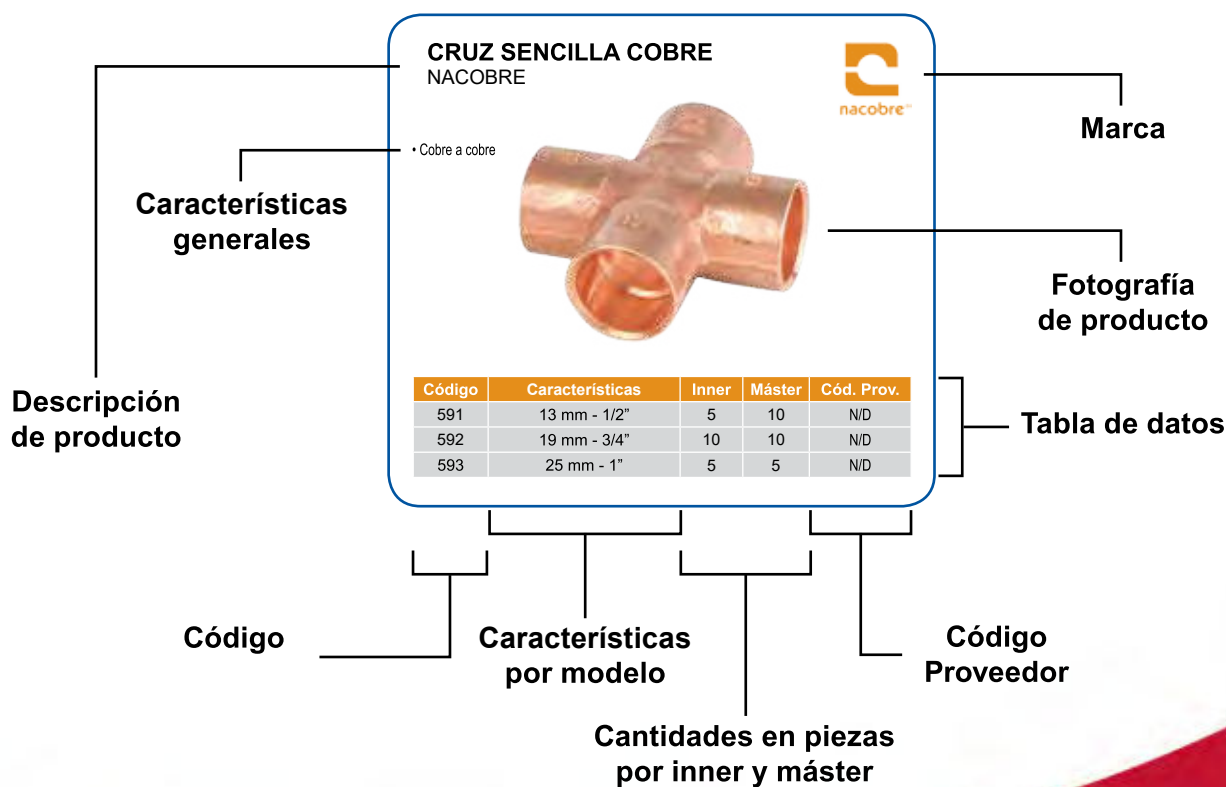 CRUZ SENCILLA COBRE
NACOBRE
nacobre
Marca
• Cobre a cobre
Características
generales
Fotografía
de producto
Descripción
de producto
Código Características Inner Máster Cód. Prov.
591 13 mm - 1/2” 5 10 N/D
592 19 mm - 3/4” 10 10 N/D
593 25 mm - 1” 5 5 N/D
Tabla de datos
Código
Características
por modelo
Código
Proveedor
Cantidades en piezas
por inner y máster